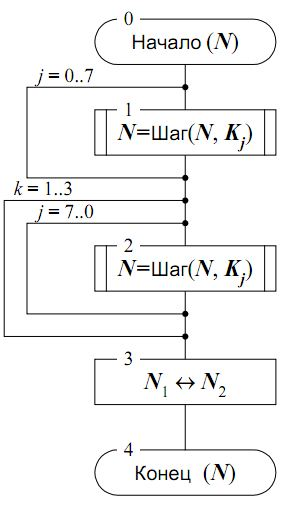 0
Начало (N)
j = 0..7
1
N=Шаг(N, Kj)
k = 1..3
j = 7..0
2
N=Шаг(N, Kj)
3
N1 ↔ N2
4
Конец (N)